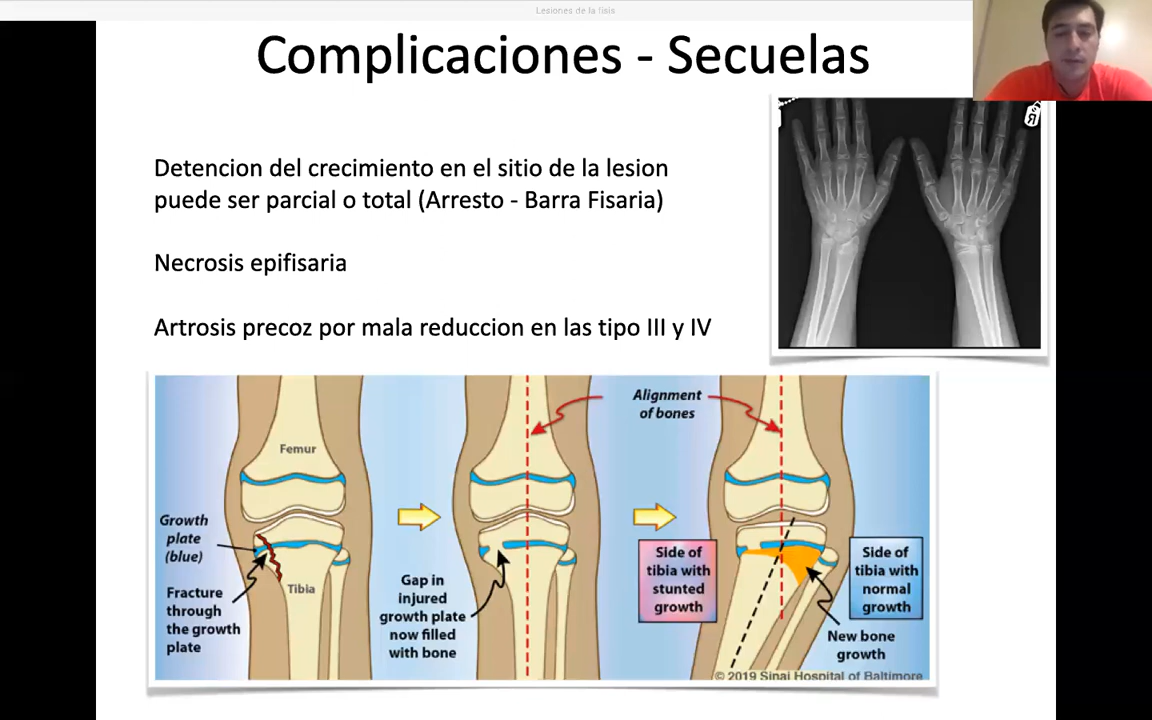 Lesiones de la fisis
Complicaciones - Secuelas
Detencion del crecimiento en el sitio de la lesion
puede ser parcial o total (Arresto - Barra Fisaria)
Necrosis epifisaria
Artrosis precoz por mala reduccion en las tipo III y IV
Alignment
of bones
Femur
Growth
plate
(blue)
Fracture
through
the growth
plate
Tibia
Gap in
injured
growth plate
now filled
with bone
Side of
tibia with
stunted
growth
Side of
tibia with
normal
growth
New bone
growth
© 2019 Sinai Hospital of Baltimore